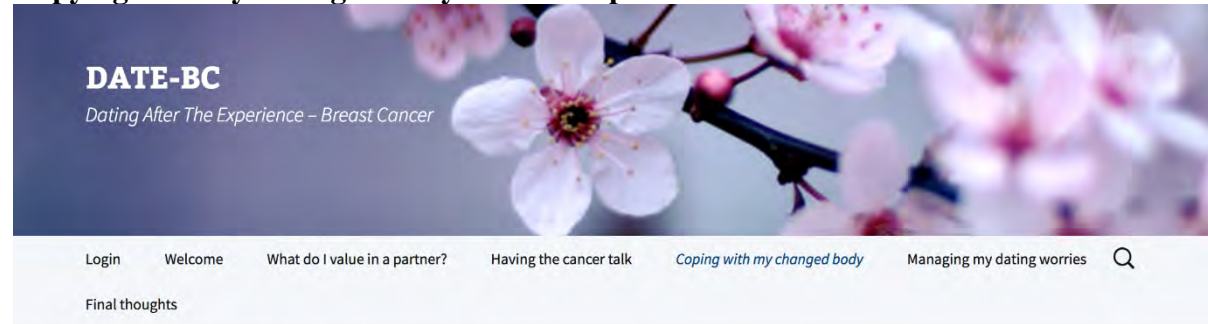 DATE-BC
Dating After The Experience – Breast Cancer
Login Welcome What do I value in a partner? Having the cancer talk Coping with my changed body Managing my dating worries
Final thoughts